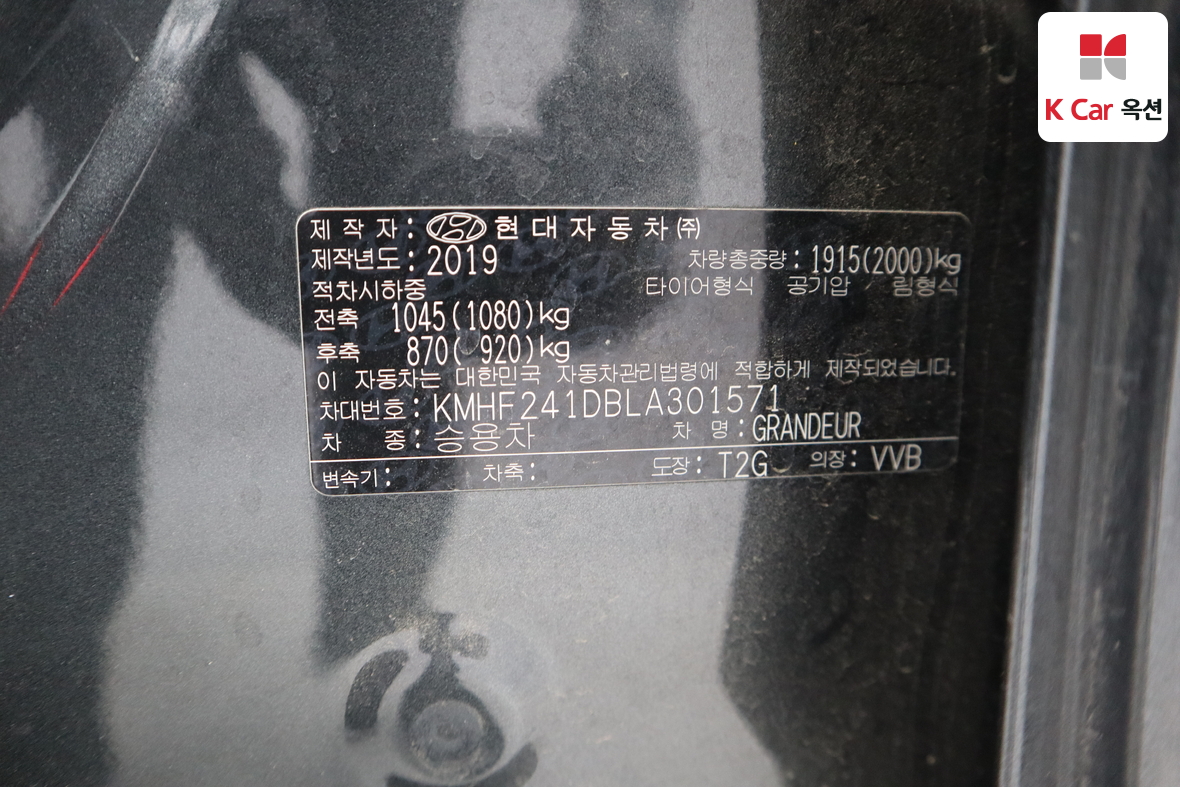 K Car 옥션
제 작 자 : 현 대 자 동 차 ㈜
제작년도 : 2019 차량총중량 : 1915(2000)kg
적차시하중 타이어형식 공기압 림형식
전축 1045(1080)kg
후축 870( 920)kg
이 자동차는 대한민국 자동차관리법령에 적합하게 제작되었습니다.
차대번호 : KMHF241DBLA301571
차 종 : 승용차 차 명 : GRANDEUR
변속기 : 차축 : 도장 : T2G 의장 : VVB